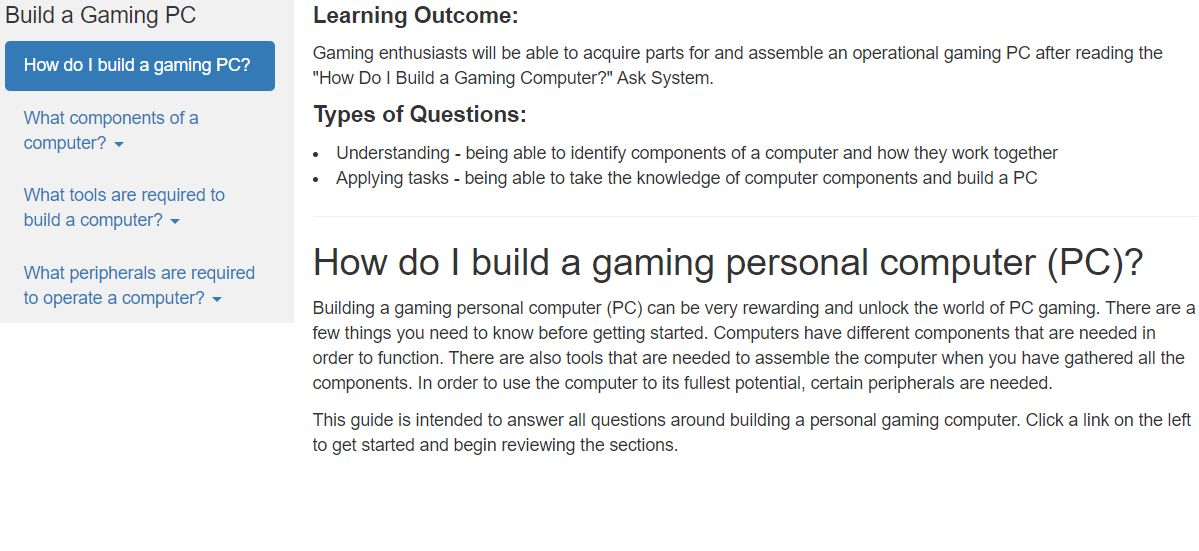 Build a Gaming PC
How do I build a gaming PC?
What components of a
computer?
What tools are required to
build a computer?
What peripherals are required
to operate a computer?
Learning Outcome:
Gaming enthusiasts will be able to acquire parts for and assemble an operational gaming PC after reading the
"How Do I Build a Gaming Computer?" Ask System.
Types of Questions:
• Understanding - being able to identify components of a computer and how they work together
• Applying tasks - being able to take the knowledge of computer components and build a PC
How do I build a gaming personal computer (PC)?
Building a gaming personal computer (PC) can be very rewarding and unlock the world of PC gaming. There are a
few things you need to know before getting started. Computers have different components that are needed in
order to function. There are also tools that are needed to assemble the computer when you have gathered all the
components. In order to use the computer to its fullest potential, certain peripherals are needed.
This guide is intended to answer all questions around building a personal gaming computer. Click a link on the left
to get started and begin reviewing the sections.